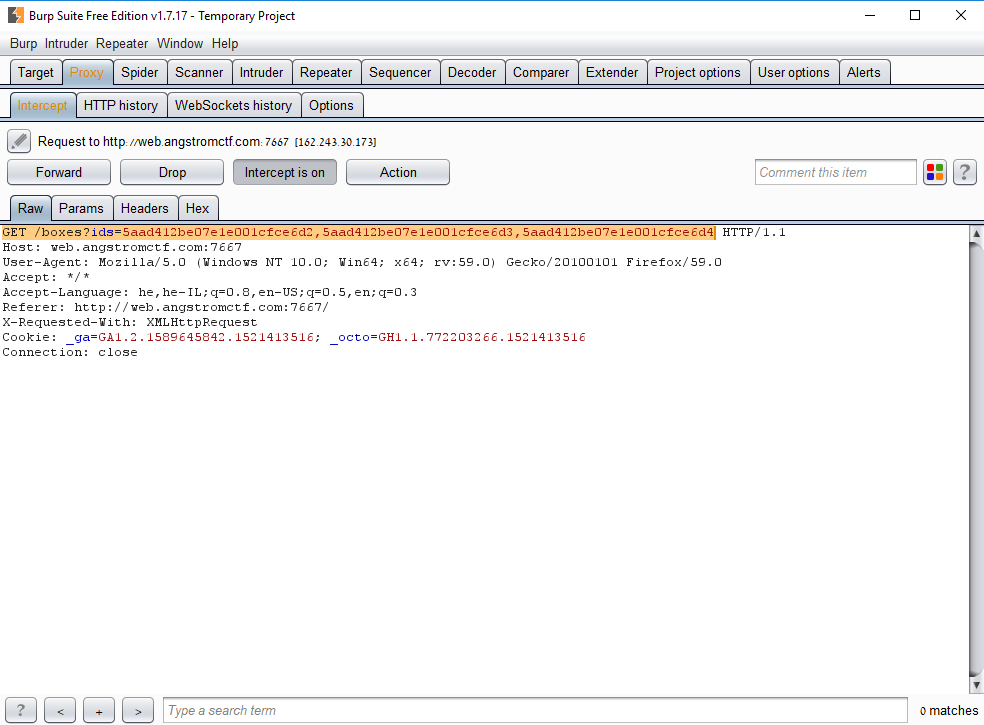 Burp Suite Free Edition v1.7.17 - Temporary Project
Burp Intruder Repeater Window Help
Target Proxy Spider Scanner Intruder Repeater Sequencer Decoder Comparer Extender Project options User options Alerts
Intercept HTTP history WebSockets history Options
Request to http://web.angstromctf.com:7667 [162.243.30.173]
Forward Drop Intercept is on Action Comment this item ?
Raw Params Headers Hex
GET /boxes?ids=5aad412be07e1e001cfce6d2,5aad412be07e1e001cfce6d3,5aad412be07e1e001cfce6d4 HTTP/1.1
Host: web.angstromctf.com:7667
User-Agent: Mozilla/5.0 (Windows NT 10.0; Win64; x64; rv:59.0) Gecko/20100101 Firefox/59.0
Accept: */*
Accept-Language: he,he-IL;q=0.8,en-US;q=0.5,en;q=0.3
Referer: http://web.angstromctf.com:7667/
X-Requested-With: XMLHttpRequest
Cookie: _ga=GA1.2.1589645842.1521413516; _octo=GH1.1.772203266.1521413516
Connection: close
? < + > Type a search term 0 matches